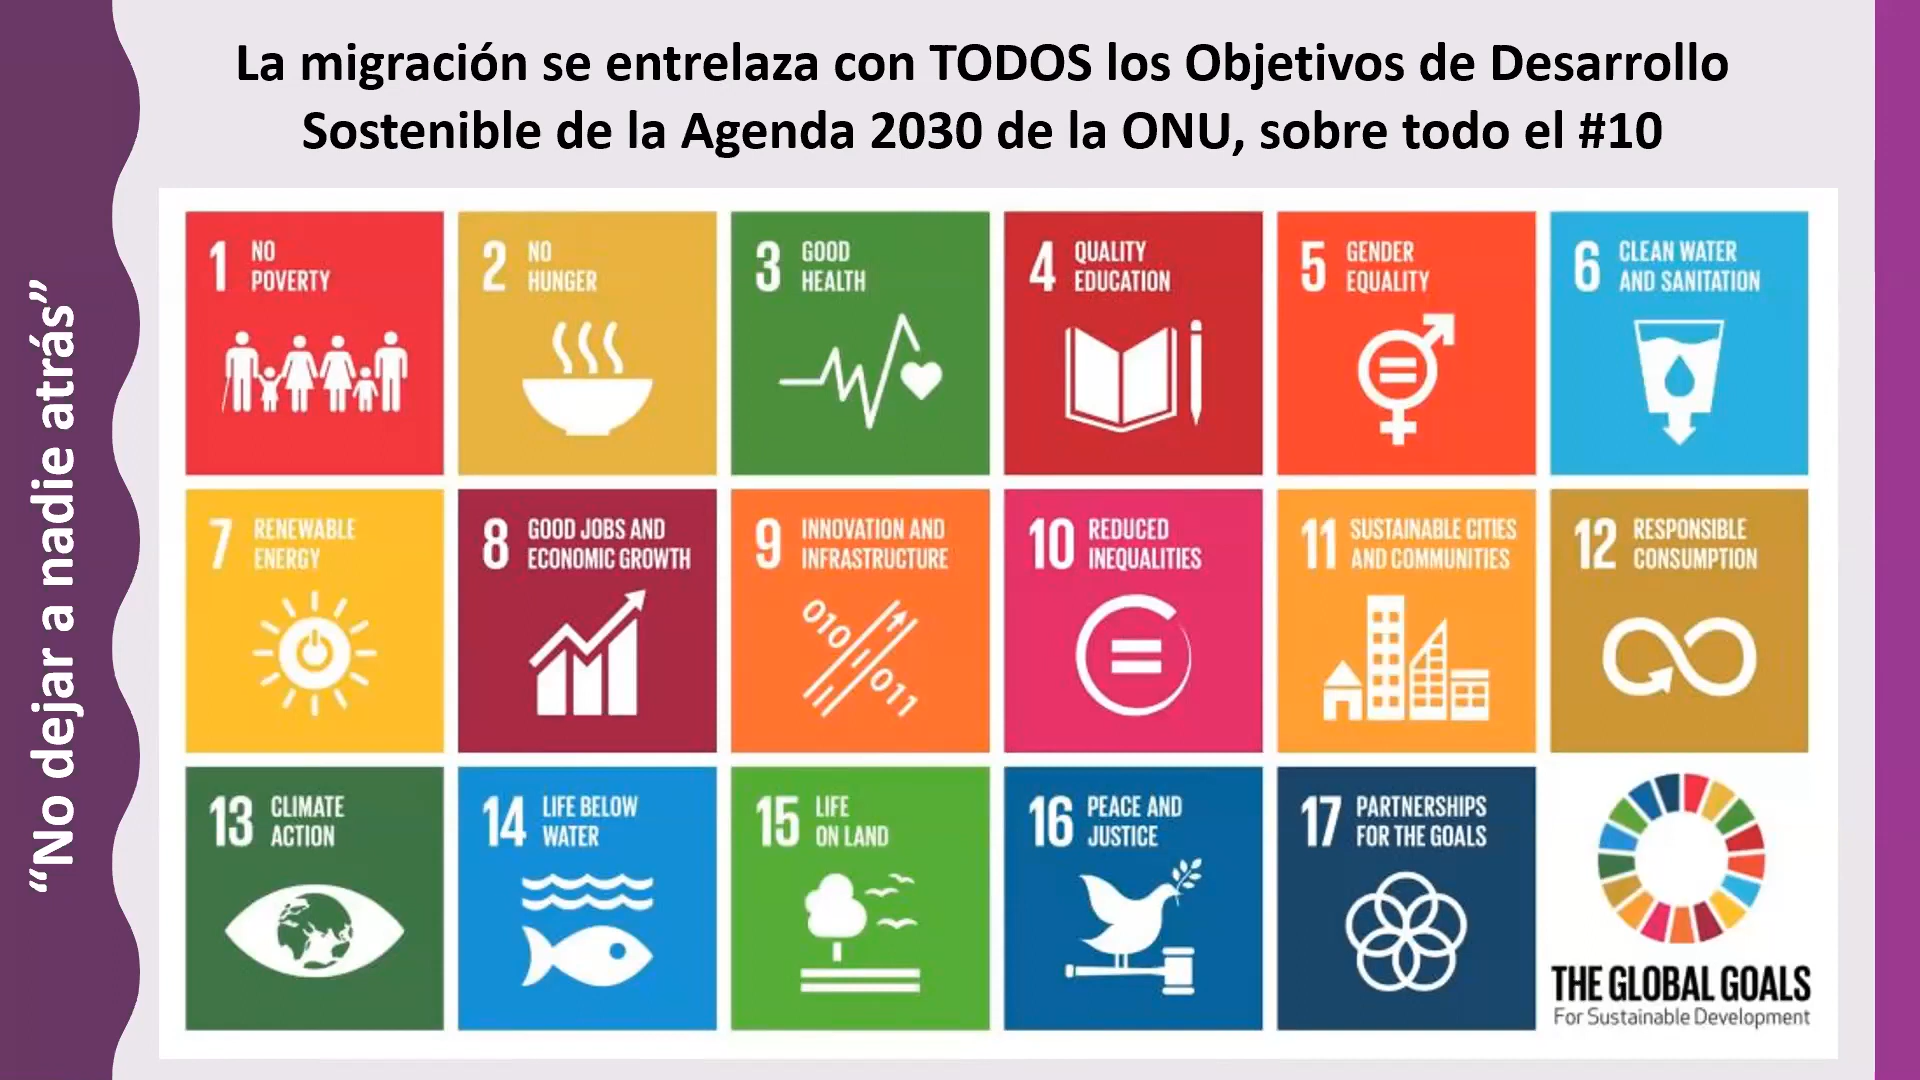 La migración se entrelaza con TODOS los Objetivos de Desarrollo
Sostenible de la Agenda 2030 de la ONU, sobre todo el #10
“No dejar a nadie atrás”
1 NO
POVERTY
2 NO
HUNGER
3 GOOD
HEALTH
4 QUALITY
EDUCATION
5 GENDER
EQUALITY
6 CLEAN WATER
AND SANITATION
7 RENEWABLE
ENERGY
8 GOOD JOBS AND
ECONOMIC GROWTH
9 INNOVATION AND
INFRASTRUCTURE
010
011
10 REDUCED
INEQUALITIES
11 SUSTAINABLE CITIES
AND COMMUNITIES
12 RESPONSIBLE
CONSUMPTION
13 CLIMATE
ACTION
14 LIFE BELOW
WATER
15 LIFE
ON LAND
16 PEACE AND
JUSTICE
17 PARTNERSHIPS
FOR THE GOALS
THE GLOBAL GOALS
For Sustainable Development